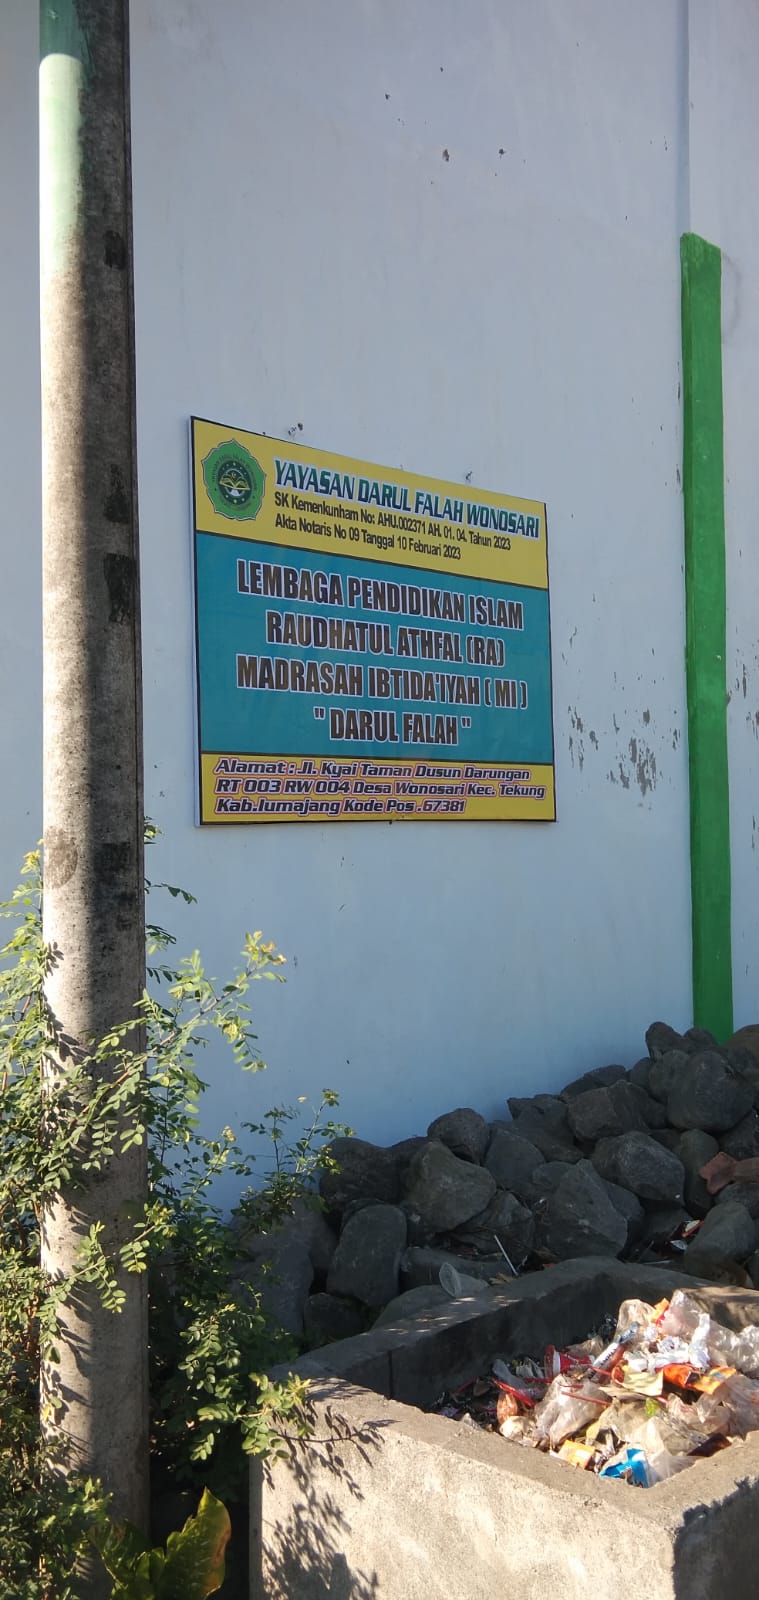 YAYASAN DARUL FALAH WONOSARI
SK Kemenkunham No: AHU.002371 AH. 01. 04. Tahun 2023
Akta Notaris No 09 Tanggal 10 Februari 2023
LEMBAGA PENDIDIKAN ISLAM
RAUDHATUL ATHFAL (RA)
MADRASAH IBTIDA'IYAH ( MI )
" DARUL FALAH "
Alamat : Jl. Kyai Taman Dusun Darungan
RT 003 RW 004 Desa Wonosari Kec. Tekung
Kab.lumajang Kode Pos .67381